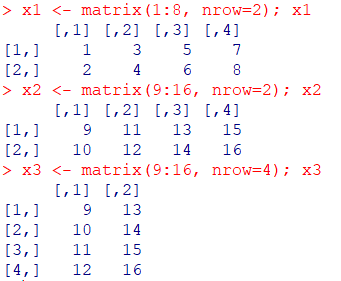 > x1 <- matrix(1:8, nrow=2); x1
     [,1] [,2] [,3] [,4]
[1,]    1    3    5    7
[2,]    2    4    6    8
> x2 <- matrix(9:16, nrow=2); x2
     [,1] [,2] [,3] [,4]
[1,]    9   11   13   15
[2,]   10   12   14   16
> x3 <- matrix(9:16, nrow=4); x3
     [,1] [,2]
[1,]    9   13
[2,]   10   14
[3,]   11   15
[4,]   12   16